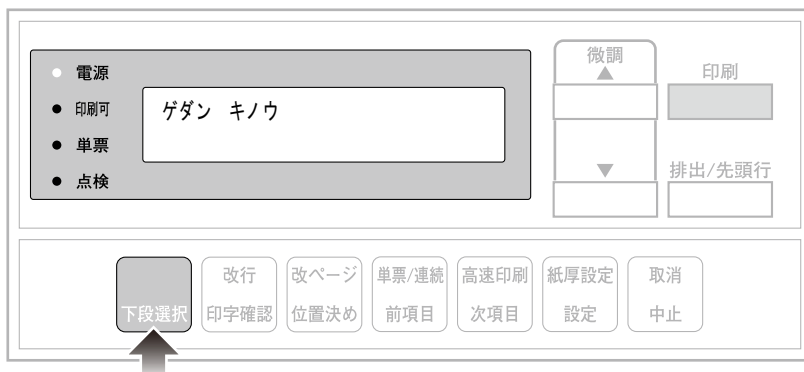 電源
印刷可
単票
点検
ゲダン キノウ
微調
▲
▼
印刷
排出/先頭行
下段選択
改行
印字確認
改ページ
位置決め
単票/連続
前項目
高速印刷
次項目
紙厚設定
設定
取消
中止